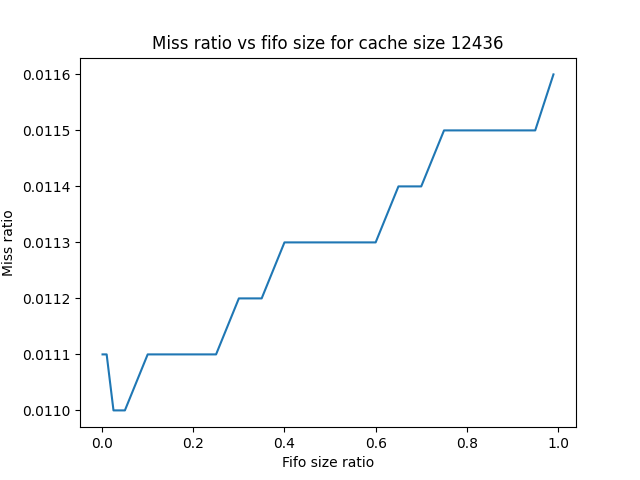 Miss ratio vs fifo size for cache size 12436
0.0116
0.0115
0.0114
0.0113
0.0112
0.0111
0.0110
Miss ratio
0.0 0.2 0.4 0.6 0.8 1.0
Fifo size ratio